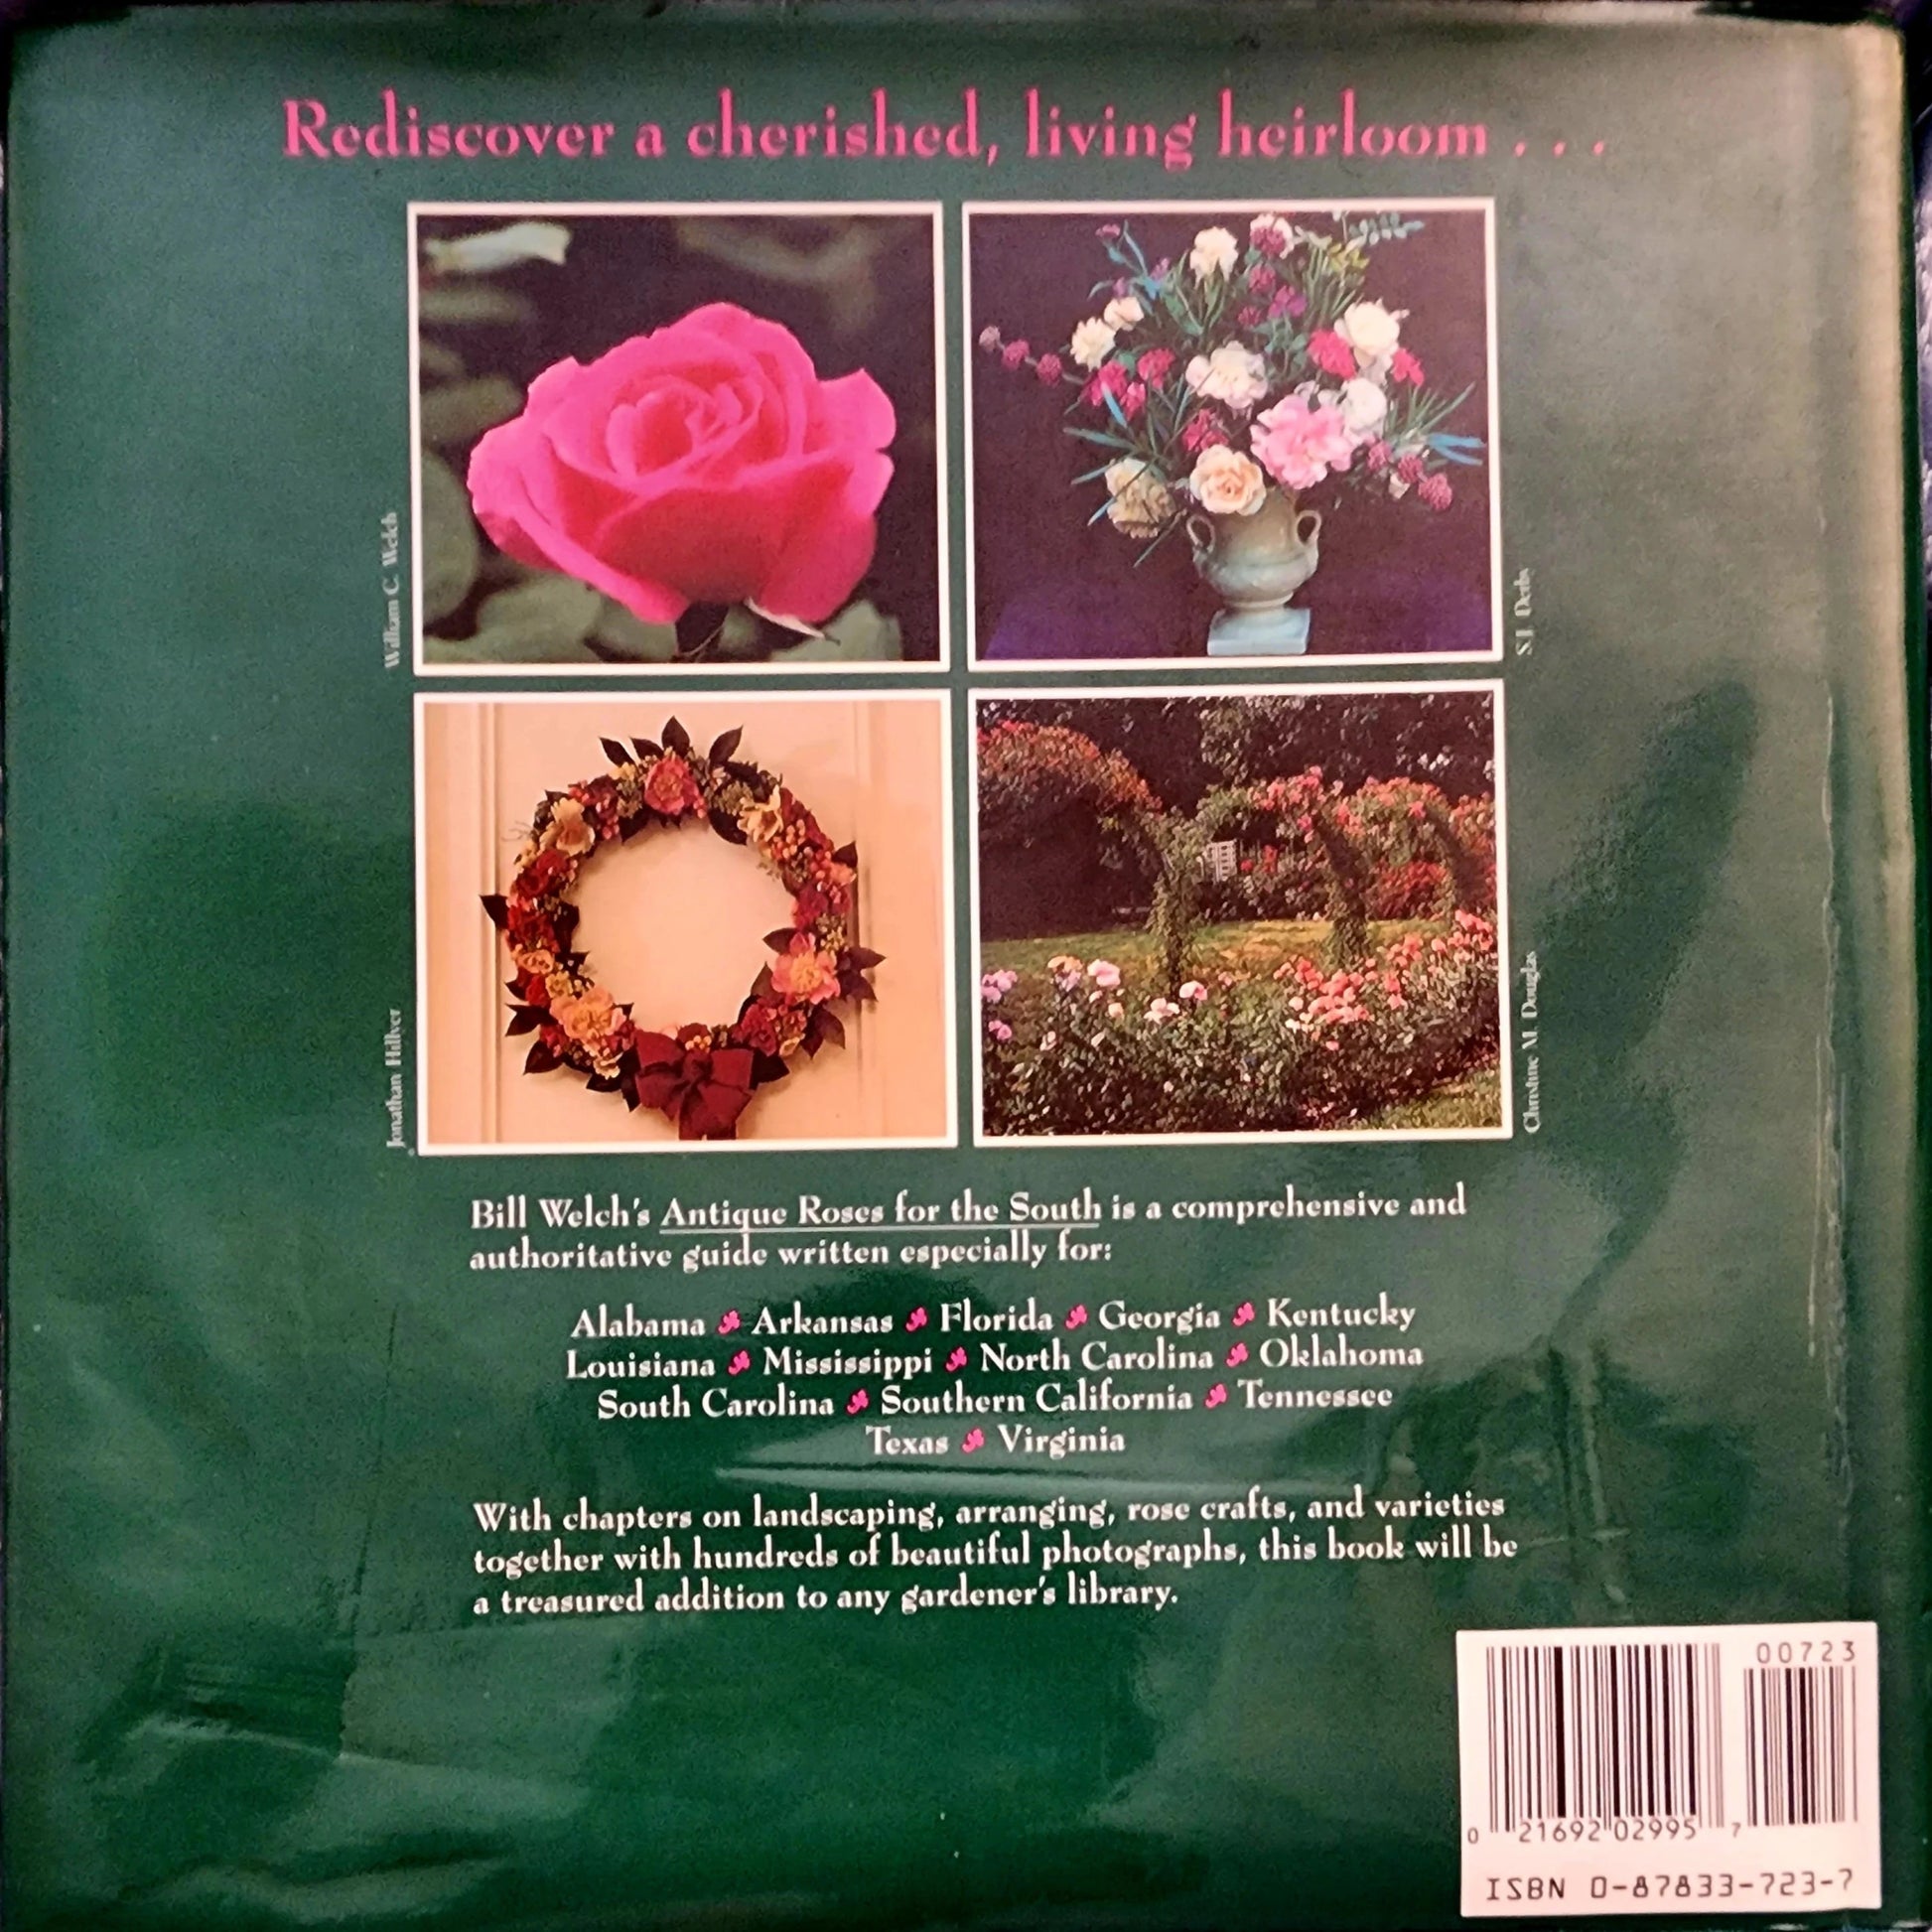 Rediscover a cherished, living heirloom . . .
William C. Welch
S.J. Derby
Jonathan Hillyer
Christine M. Douglas
Bill Welch's Antique Roses for the South is a comprehensive and
authoritative guide written especially for:
Alabama Arkansas Florida Georgia Kentucky
Louisiana Mississippi North Carolina Oklahoma
South Carolina Southern California Tennessee
Texas Virginia
With chapters on landscaping, arranging, rose crafts, and varieties
together with hundreds of beautiful photographs, this book will be
a treasured addition to any gardener's library.
00723
0 21692 02995 7
ISBN 0-87833-723-7